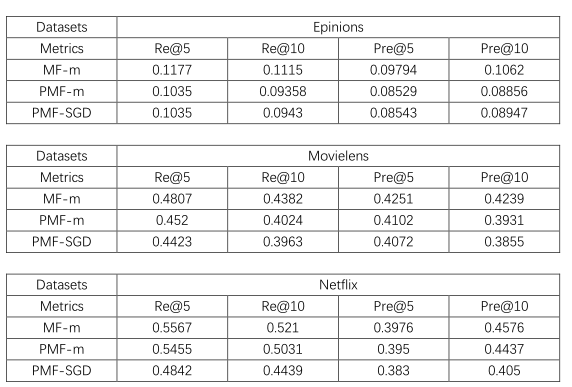 Datasets Epinions
Metrics Re@5 Re@10 Pre@5 Pre@10
MF-m 0.1177 0.1115 0.09794 0.1062
PMF-m 0.1035 0.09358 0.08529 0.08856
PMF-SGD 0.1035 0.0943 0.08543 0.08947
Datasets Movielens
Metrics Re@5 Re@10 Pre@5 Pre@10
MF-m 0.4807 0.4382 0.4251 0.4239
PMF-m 0.452 0.4024 0.4102 0.3931
PMF-SGD 0.4423 0.3963 0.4072 0.3855
Datasets Netflix
Metrics Re@5 Re@10 Pre@5 Pre@10
MF-m 0.5567 0.521 0.3976 0.4576
PMF-m 0.5455 0.5031 0.395 0.4437
PMF-SGD 0.4842 0.4439 0.383 0.405